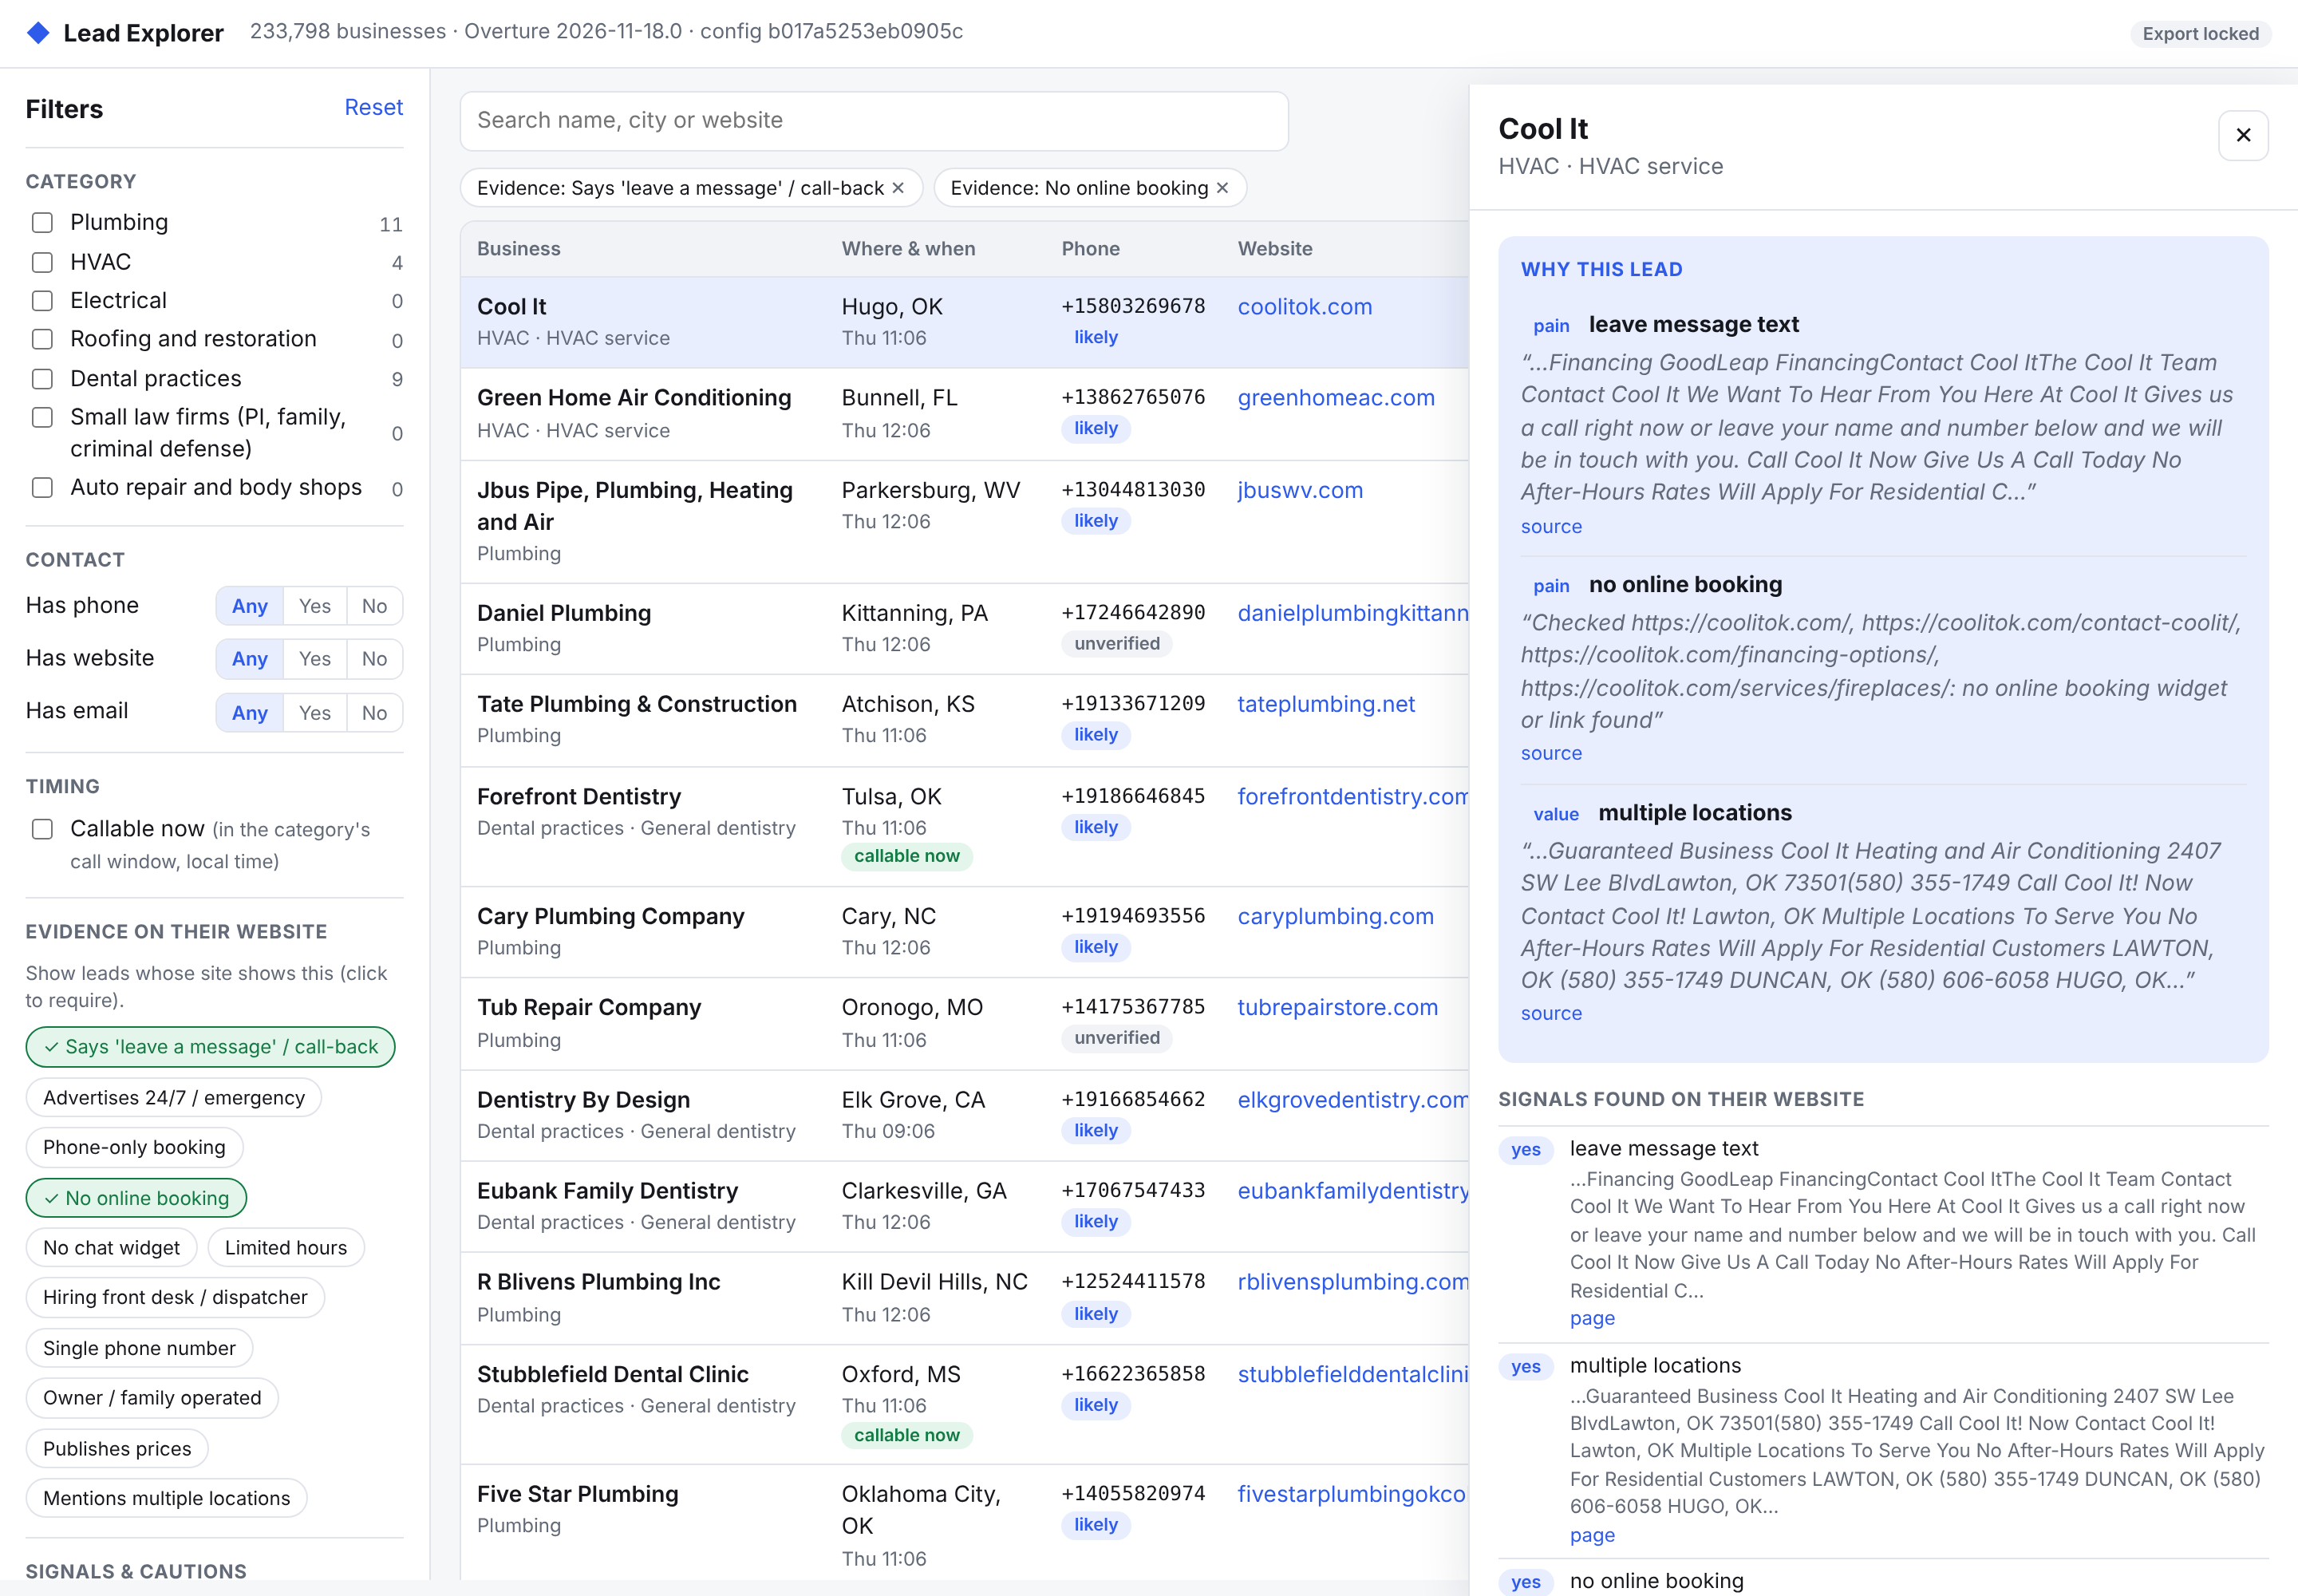 Lead Explorer
233,798 businesses · Overture 2026-11-18.0 · config b017a5253eb0905c
Export locked
Filters
Reset
CATEGORY
Plumbing 11
HVAC 4
Electrical 0
Roofing and restoration 0
Dental practices 9
Small law firms (PI, family,
criminal defense) 0
Auto repair and body shops 0
CONTACT
Has phone Any Yes No
Has website Any Yes No
Has email Any Yes No
TIMING
Callable now (in the category's
call window, local time)
EVIDENCE ON THEIR WEBSITE
Show leads whose site shows this (click
to require).
✓ Says 'leave a message' / call-back
Advertises 24/7 / emergency
Phone-only booking
✓ No online booking
No chat widget Limited hours
Hiring front desk / dispatcher
Single phone number
Owner / family operated
Publishes prices
Mentions multiple locations
SIGNALS & CAUTIONS
Search name, city or website
Evidence: Says 'leave a message' / call-back ✕ Evidence: No online booking ✕
Business Where & when Phone Website
Cool It Hugo, OK +15803269678 coolitok.com
HVAC · HVAC service Thu 11:06 likely
Green Home Air Conditioning Bunnell, FL +13862765076 greenhomeac.com
HVAC · HVAC service Thu 12:06 likely
Jbus Pipe, Plumbing, Heating Parkersburg, WV +13044813030 jbuswv.com
and Air Thu 12:06 likely
Plumbing
Daniel Plumbing Kittanning, PA +17246642890 danielplumbingkittann
Plumbing Thu 12:06 unverified
Tate Plumbing & Construction Atchison, KS +19133671209 tateplumbing.net
Plumbing Thu 11:06 likely
Forefront Dentistry Tulsa, OK +19186646845 forefrontdentistry.com
Dental practices · General dentistry Thu 11:06 likely
callable now
Cary Plumbing Company Cary, NC +19194693556 caryplumbing.com
Plumbing Thu 12:06 likely
Tub Repair Company Oronogo, MO +14175367785 tubrepairstore.com
Plumbing Thu 11:06 unverified
Dentistry By Design Elk Grove, CA +19166854662 elkgrovedentistry.com
Dental practices · General dentistry Thu 09:06 likely
Eubank Family Dentistry Clarkesville, GA +17067547433 eubankfamilydentistry
Dental practices · General dentistry Thu 12:06 likely
R Blivens Plumbing Inc Kill Devil Hills, NC +12524411578 rblivensplumbing.com
Plumbing Thu 12:06 likely
Stubblefield Dental Clinic Oxford, MS +16622365858 stubblefielddentalclini
Dental practices · General dentistry Thu 11:06 likely
callable now
Five Star Plumbing Oklahoma City, +14055820974 fivestarplumbingokco
Plumbing OK likely
Thu 11:06
Cool It
HVAC · HVAC service
✕
WHY THIS LEAD
pain leave message text
“...Financing GoodLeap FinancingContact Cool ItThe Cool It Team
Contact Cool It We Want To Hear From You Here At Cool It Gives us
a call right now or leave your name and number below and we will
be in touch with you. Call Cool It Now Give Us A Call Today No
After-Hours Rates Will Apply For Residential C...”
source
pain no online booking
“Checked https://coolitok.com/, https://coolitok.com/contact-coolit/,
https://coolitok.com/financing-options/,
https://coolitok.com/services/fireplaces/: no online booking widget
or link found”
source
value multiple locations
“...Guaranteed Business Cool It Heating and Air Conditioning 2407
SW Lee BlvdLawton, OK 73501(580) 355-1749 Call Cool It! Now
Contact Cool It! Lawton, OK Multiple Locations To Serve You No
After-Hours Rates Will Apply For Residential Customers LAWTON,
OK (580) 355-1749 DUNCAN, OK (580) 606-6058 HUGO, OK...”
source
SIGNALS FOUND ON THEIR WEBSITE
yes leave message text
...Financing GoodLeap FinancingContact Cool ItThe Cool It Team Contact
Cool It We Want To Hear From You Here At Cool It Gives us a call right now
or leave your name and number below and we will be in touch with you. Call
Cool It Now Give Us A Call Today No After-Hours Rates Will Apply For
Residential C...
page
yes multiple locations
...Guaranteed Business Cool It Heating and Air Conditioning 2407 SW Lee
BlvdLawton, OK 73501(580) 355-1749 Call Cool It! Now Contact Cool It!
Lawton, OK Multiple Locations To Serve You No After-Hours Rates Will Apply
For Residential Customers LAWTON, OK (580) 355-1749 DUNCAN, OK (580)
606-6058 HUGO, OK...
page
yes no online booking